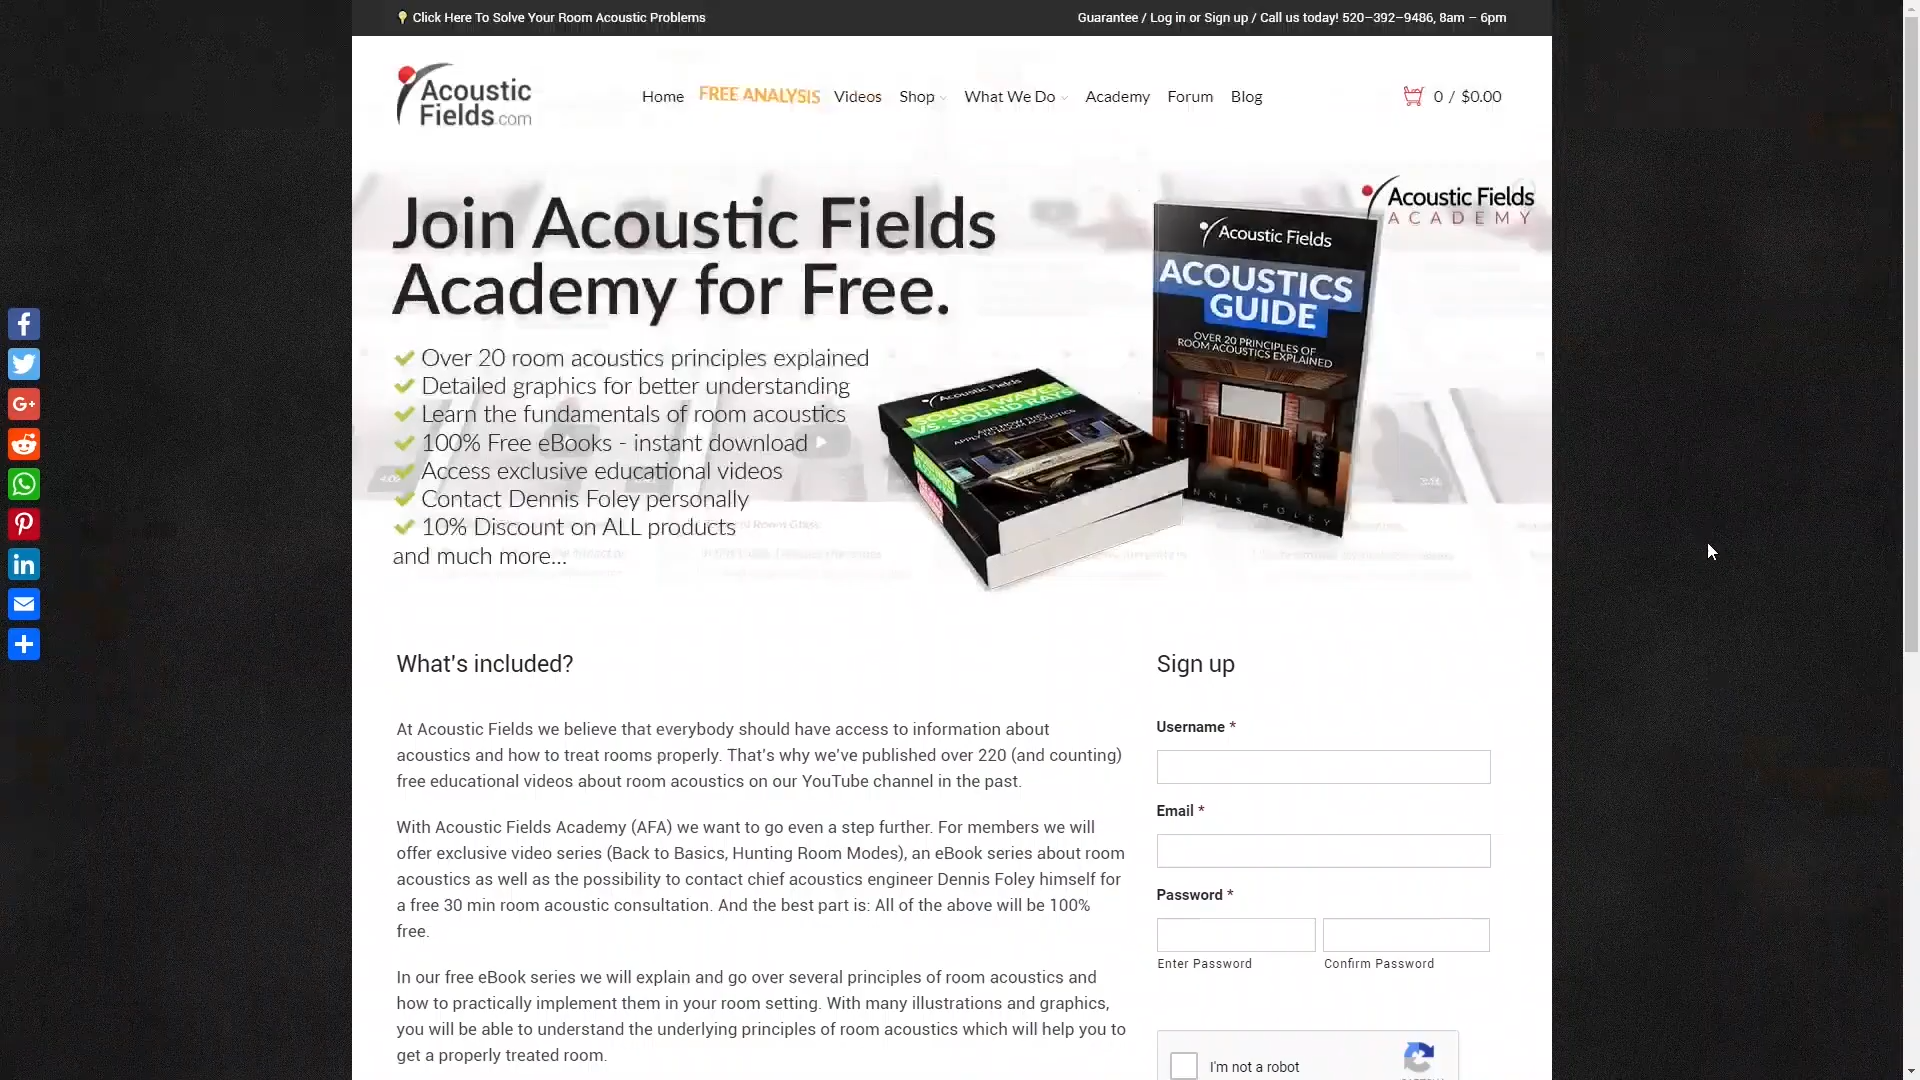 Click Here To Solve Your Room Acoustic Problems
Guarantee / Log in or Sign up / Call us today! 520–392–9486, 8am – 6pm
Acoustic
Fields.com
Home FREE ANALYSIS Videos Shop What We Do Academy Forum Blog
0 / $0.00
Join Acoustic Fields
Academy for Free.
Over 20 room acoustics principles explained
Detailed graphics for better understanding
Learn the fundamentals of room acoustics
100% Free eBooks - instant download
Access exclusive educational videos
Contact Dennis Foley personally
10% Discount on ALL products
and much more...
Acoustic Fields
ACADEMY
Acoustic Fields
ACOUSTICS
GUIDE
OVER 20 PRINCIPLES OF
ROOM ACOUSTICS EXPLAINED
Acoustic Fields
SOUND WAVES
VS. SOUND RAYS
AND HOW THEY
APPLY TO ROOM ACOUSTICS
What's included?
At Acoustic Fields we believe that everybody should have access to information about
acoustics and how to treat rooms properly. That's why we've published over 220 (and counting)
free educational videos about room acoustics on our YouTube channel in the past.
With Acoustic Fields Academy (AFA) we want to go even a step further. For members we will
offer exclusive video series (Back to Basics, Hunting Room Modes), an eBook series about room
acoustics as well as the possibility to contact chief acoustics engineer Dennis Foley himself for
a free 30 min room acoustic consultation. And the best part is: All of the above will be 100%
free.
In our free eBook series we will explain and go over several principles of room acoustics and
how to practically implement them in your room setting. With many illustrations and graphics,
you will be able to understand the underlying principles of room acoustics which will help you to
get a properly treated room.
Sign up
Username *
Email *
Password *
Enter Password Confirm Password
I'm not a robot